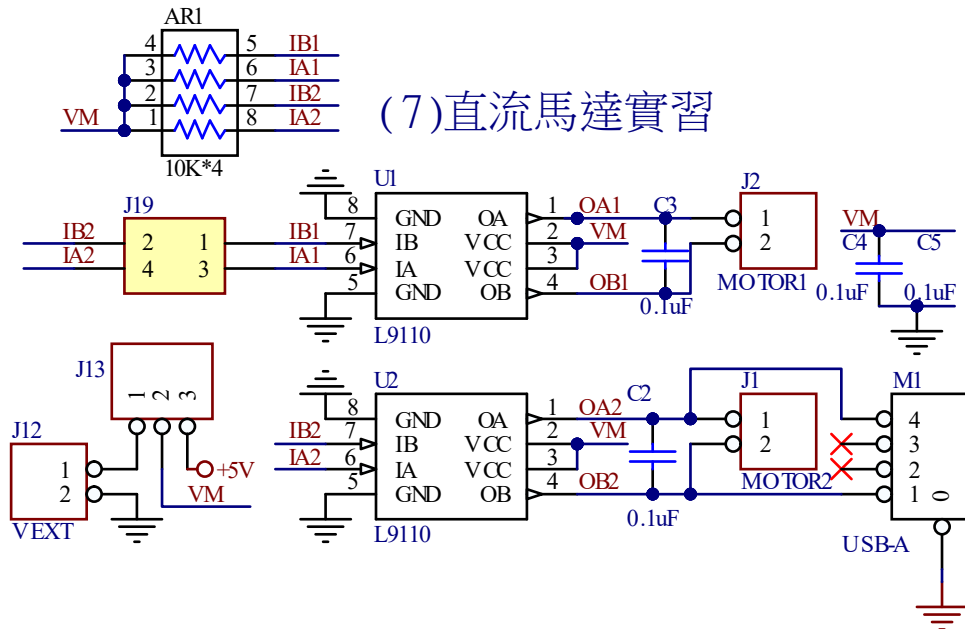 AR1
4 5 IB1
3 6 IA1
2 7 IB2
VM 1 8 IA2
10K*4
(7)直流馬達實習
J19
IB2 2 1 IB1
IA2 4 3 IA1
U1
8 GND OA 1 OA1
7 IB VCC 2 VM
6 IA VCC 3
5 GND OB 4 OB1
L9110
C3
0.1uF
J2
1
2
MOTOR1
VM
C4 C5
0.1uF 0.1uF
J13
1 2 3
J12
1
2
VEXT
+5V
VM
U2
8 GND OA 1 OA2
IB2 7 IB VCC 2 VM
IA2 6 IA VCC 3
5 GND OB 4 OB2
L9110
C2
0.1uF
J1
1
2
MOTOR2
M1
4
3
2
1 0
USB-A